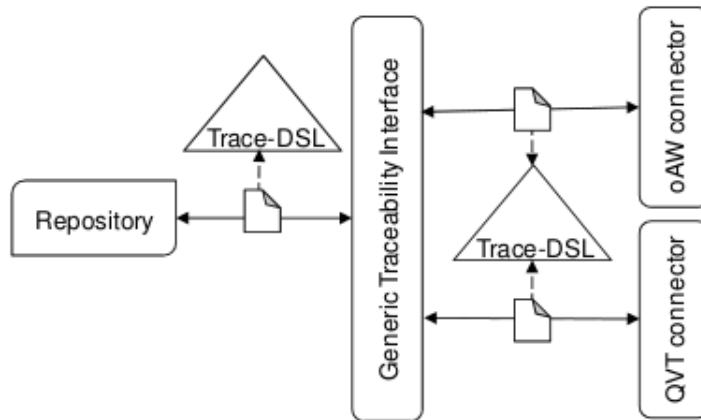 Trace-DSL
Repository
Generic Traceability Interface
oAW connector
Trace-DSL
QVT connector